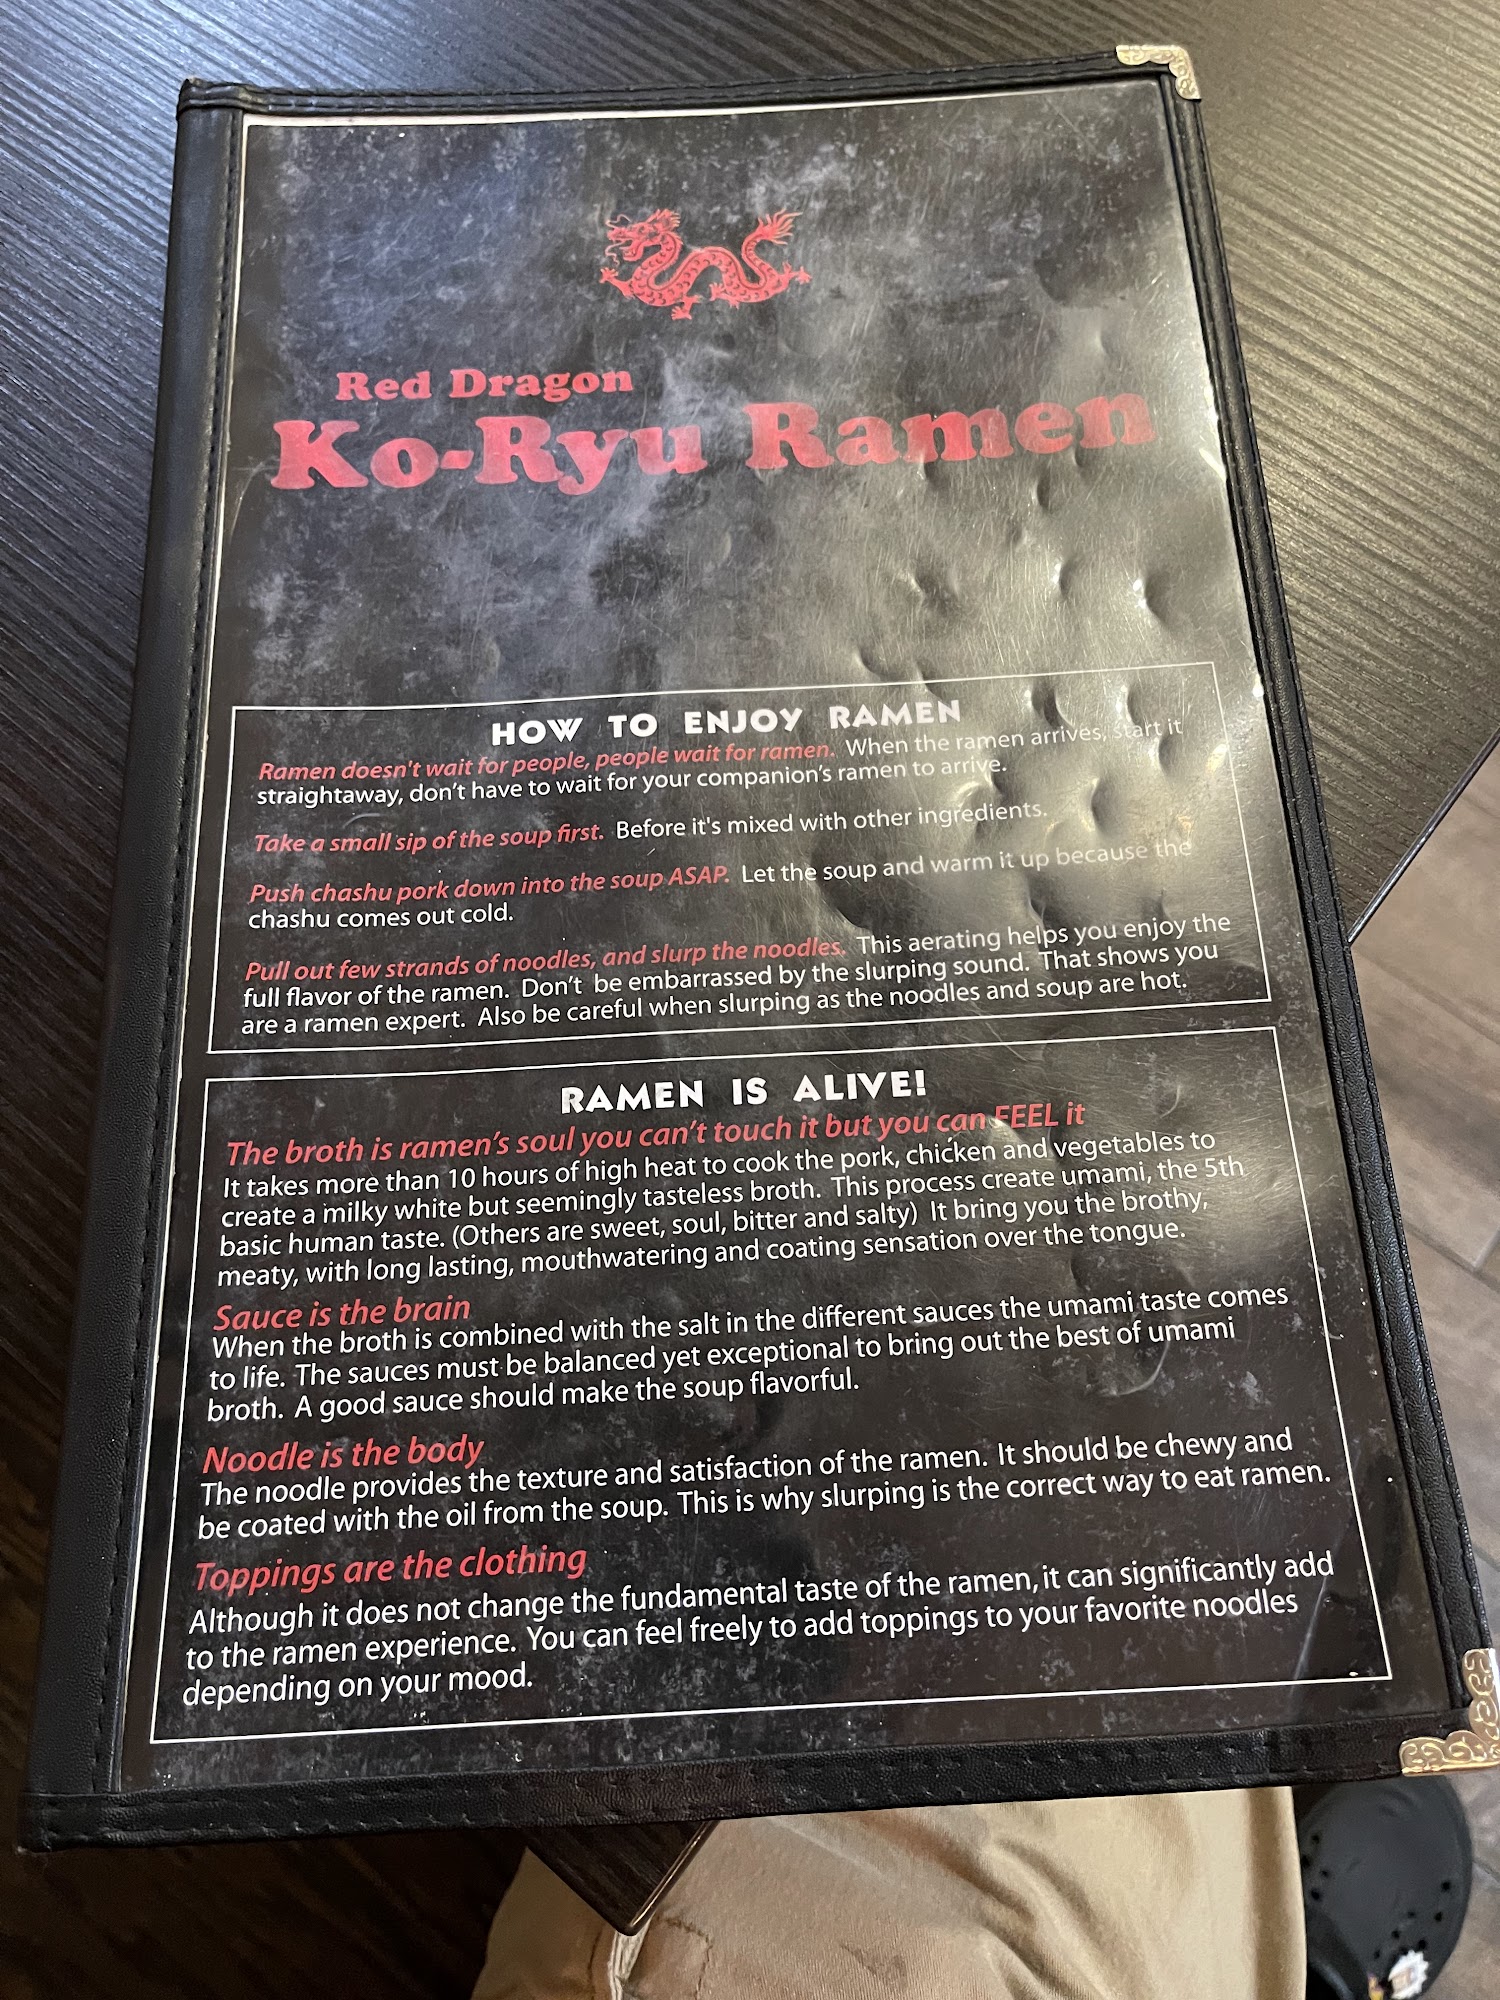 Red Dragon
Ko-Ryu Ramen
HOW TO ENJOY RAMEN
Ramen doesn't wait for people, people wait for ramen. When the ramen arrives, start it
straightaway, don't have to wait for your companion's ramen to arrive.
Take a small sip of the soup first. Before it's mixed with other ingredients.
Push chashu pork down into the soup ASAP. Let the soup and warm it up because the
chashu comes out cold.
Pull out few strands of noodles, and slurp the noodles. This aerating helps you enjoy the
full flavor of the ramen. Don't be embarrassed by the slurping sound. That shows you
are a ramen expert. Also be careful when slurping as the noodles and soup are hot.
RAMEN IS ALIVE!
The broth is ramen's soul you can't touch it but you can FEEL it
It takes more than 10 hours of high heat to cook the pork, chicken and vegetables to
create a milky white but seemingly tasteless broth. This process create umami, the 5th
basic human taste. (Others are sweet, soul, bitter and salty) It bring you the brothy,
meaty, with long lasting, mouthwatering and coating sensation over the tongue.
Sauce is the brain
When the broth is combined with the salt in the different sauces the umami taste comes
to life. The sauces must be balanced yet exceptional to bring out the best of umami
broth. A good sauce should make the soup flavorful.
Noodle is the body
The noodle provides the texture and satisfaction of the ramen. It should be chewy and
be coated with the oil from the soup. This is why slurping is the correct way to eat ramen.
Toppings are the clothing
Although it does not change the fundamental taste of the ramen, it can significantly add
to the ramen experience. You can feel freely to add toppings to your favorite noodles
depending on your mood.